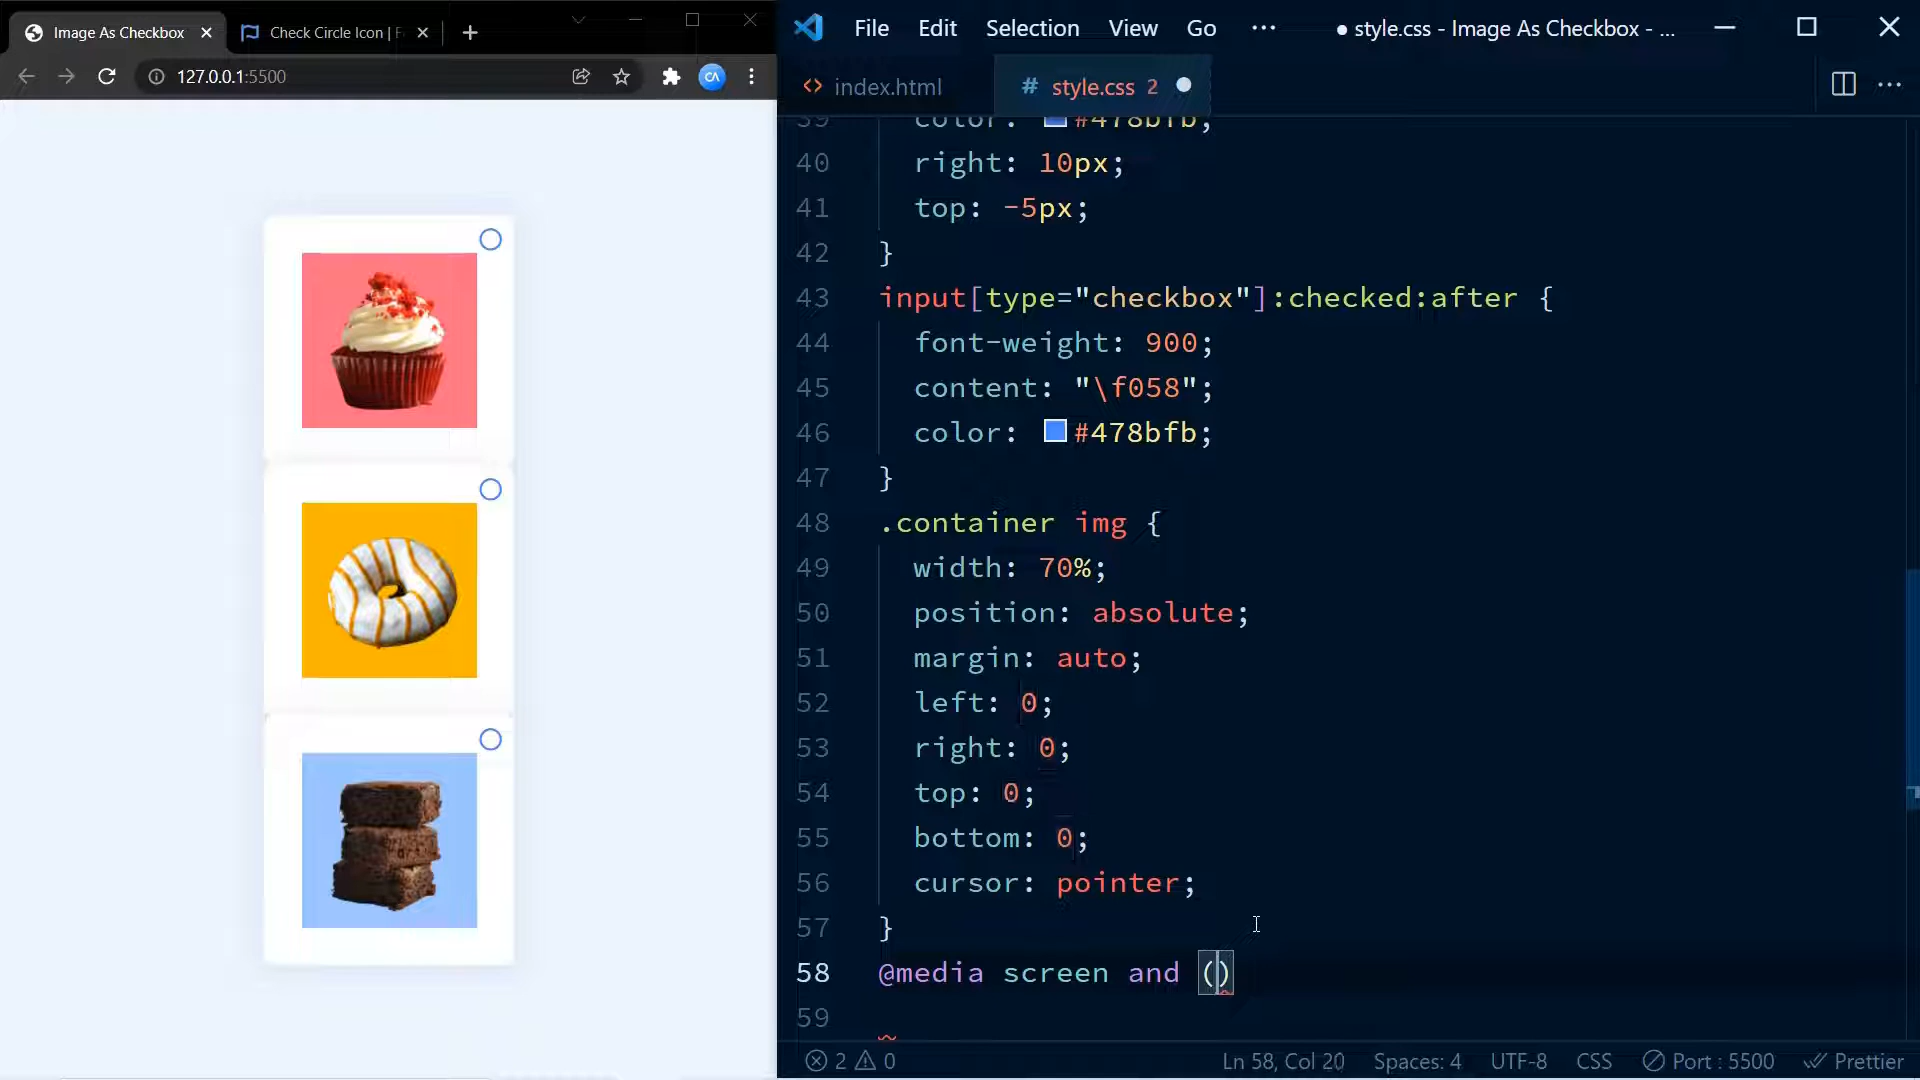 Image As Checkbox
Check Circle Icon | F
127.0.0.1:5500
CA
File Edit Selection View Go ···
● style.css - Image As Checkbox - ...
<> index.html
# style.css 2 ●
39 color: #478bfb;
40 right: 10px;
41 top: -5px;
42 }
43 input[type="checkbox"]:checked:after {
44 font-weight: 900;
45 content: "\f058";
46 color: #478bfb;
47 }
48 .container img {
49 width: 70%;
50 position: absolute;
51 margin: auto;
52 left: 0;
53 right: 0;
54 top: 0;
55 bottom: 0;
56 cursor: pointer;
57 }
58 @media screen and ()
59
2 0 Ln 58, Col 20 Spaces: 4 UTF-8 CSS Port : 5500 Prettier